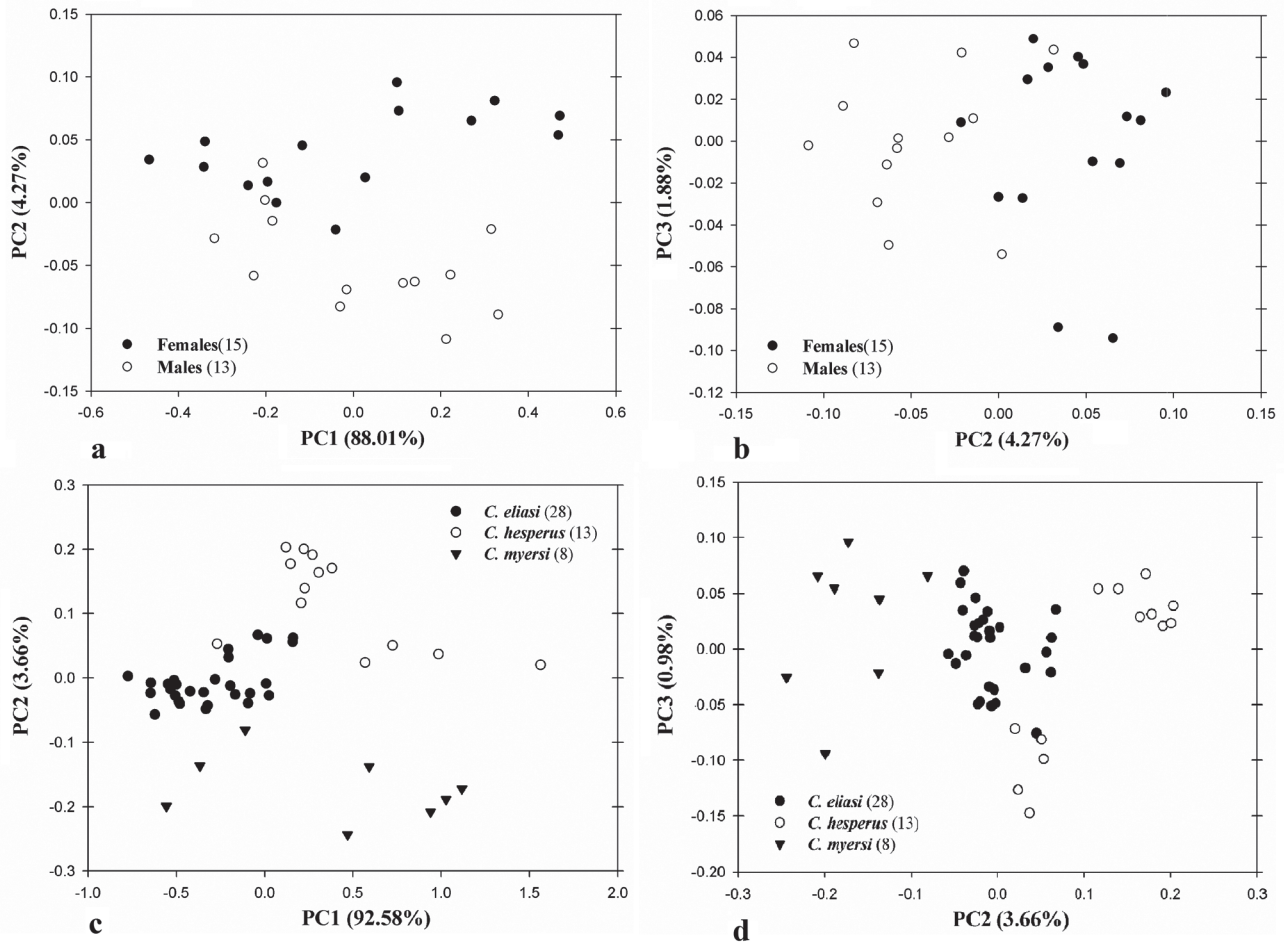 0.15
0.10
0.05
0.00
-0.05
-0.10
-0.15
PC2 (4.27%)
Females(15)
Males (13)
-0.6 -0.4 -0.2 0.0 0.2 0.4 0.6
PC1 (88.01%)
a
0.06
0.04
0.02
0.00
-0.02
-0.04
-0.06
-0.08
-0.10
-0.12
PC3 (1.88%)
Females(15)
Males (13)
-0.15 -0.10 -0.05 0.00 0.05 0.10 0.15
PC2 (4.27%)
b
0.3
0.2
0.1
0.0
-0.1
-0.2
-0.3
PC2 (3.66%)
C. eliasi (28)
C. hesperus (13)
C. myersi (8)
-1.0 -0.5 0.0 0.5 1.0 1.5 2.0
PC1 (92.58%)
c
0.15
0.10
0.05
0.00
0.05
-0.10
-0.15
-0.20
PC3 (0.98%)
C. eliasi (28)
C. hesperus (13)
C. myersi (8)
-0.3 -0.2 -0.1 0.0 0.1 0.2 0.3
PC2 (3.66%)
d